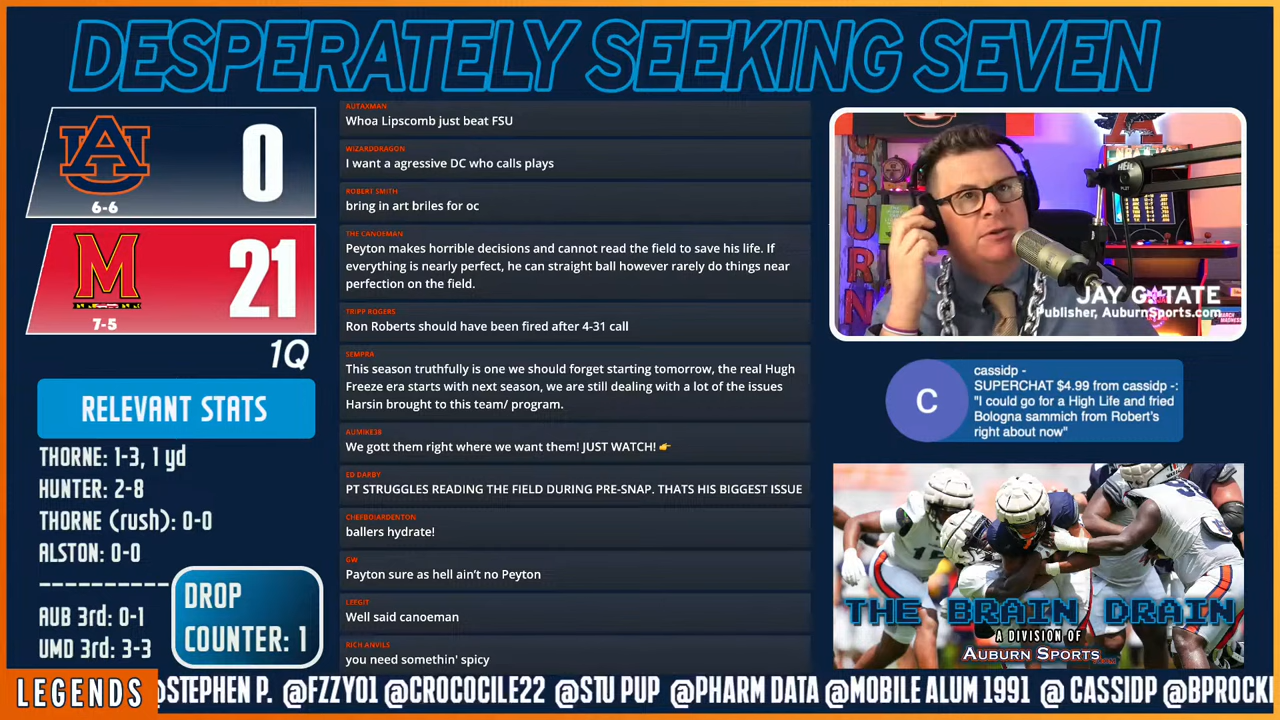 DESPERATELY SEEKING SEVEN
0
6-6
21
7-5
1Q
RELEVANT STATS
THORNE: 1-3, 1 yd
HUNTER: 2-8
THORNE (rush): 0-0
ALSTON: 0-0
AUB 3rd: 0-1
UMD 3rd: 3-3
DROP
COUNTER: 1
AUTAXMAN
Whoa Lipscomb just beat FSU
WIZARDDRAGON
I want a agressive DC who calls plays
ROBERT SMITH
bring in art briles for oc
THE CANOEMAN
Peyton makes horrible decisions and cannot read the field to save his life. If
everything is nearly perfect, he can straight ball however rarely do things near
perfection on the field.
TRIPP ROGERS
Ron Roberts should have been fired after 4-31 call
SEMPRA
This season truthfully is one we should forget starting tomorrow, the real Hugh
Freeze era starts with next season, we are still dealing with a lot of the issues
Harsin brought to this team/ program.
AUMIKE38
We gott them right where we want them! JUST WATCH! 👉
ED DARBY
PT STRUGGLES READING THE FIELD DURING PRE-SNAP. THATS HIS BIGGEST ISSUE
CHEFBOIARDENTON
ballers hydrate!
GW
Payton sure as hell ain't no Peyton
LEEGIT
Well said canoeman
RICH ANVILS
you need somethin' spicy
JAY G. TATE
Publisher, AuburnSports.com
C
cassidp -
SUPERCHAT $4.99 from cassidp -:
"I could go for a High Life and fried
Bologna sammich from Robert's
right about now"
THE BRAIN DRAIN
A DIVISION OF
AUBURN SPORTS
LEGENDS
@STEPHEN P. @FZZY01 @CROCOCILE22 @STU PUP @PHARM DATA @MOBILE ALUM 1991 @ CASSIDP @BPROCK